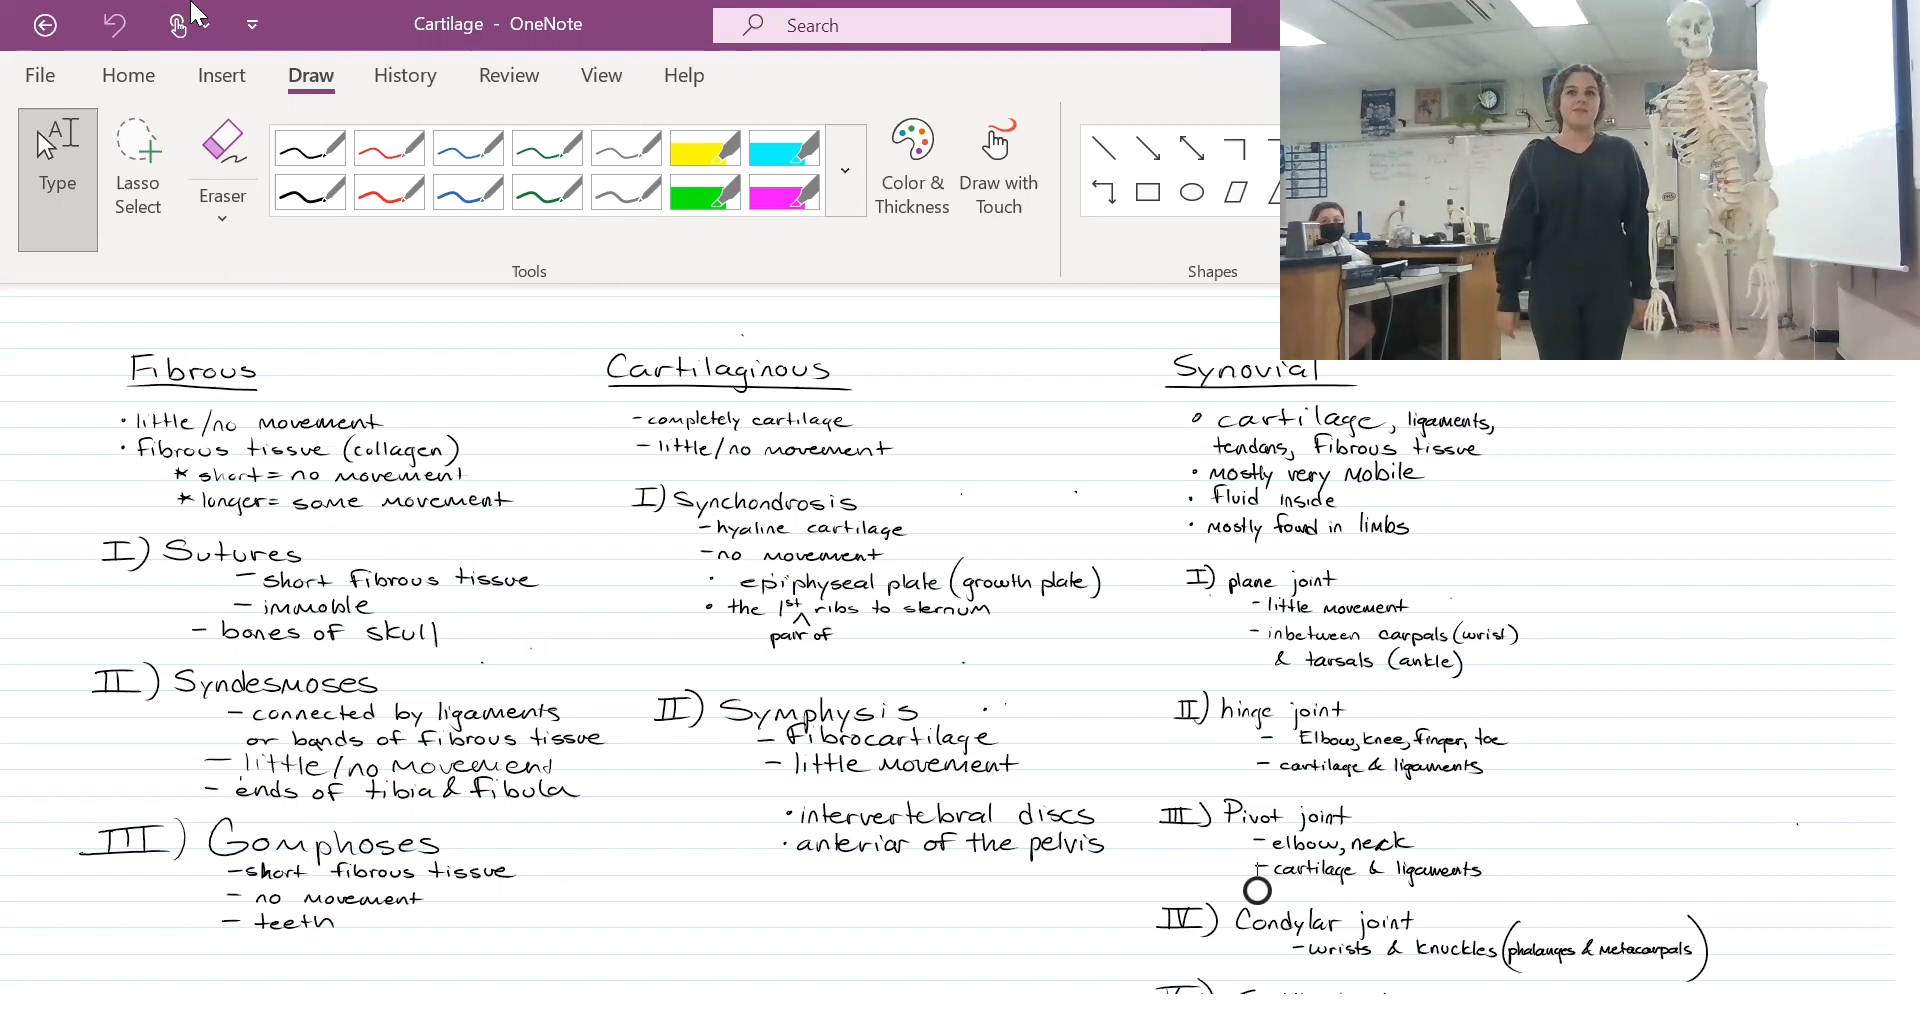 Cartilage - OneNote
Search
File Home Insert Draw History Review View Help
Type
Lasso Select
Eraser
Color & Thickness
Draw with Touch
Tools
Shapes
Fibrous
• little/no movement
• Fibrous tissue (collagen)
* short = no movement
* longer = some movement
I) Sutures
- short fibrous tissue
- immoble
- bones of skull
II) Syndesmoses
- connected by ligaments
or bands of fibrous tissue
- little/no movement
- ends of tibia & fibula
III) Gomphoses
- short fibrous tissue
- no movement
- teeth
Cartilaginous
- completely cartilage
- little/no movement
I) Synchondrosis
- hyaline cartilage
- no movement
• epiphyseal plate (growth plate)
• the 1st ^ ribs to sternum
pair of
II) Symphysis
- Fibrocartilage
- little movement
• intervertebral discs
• anterior of the pelvis
Synovial
• cartilage, ligaments,
tendons, Fibrous tissue
• mostly very mobile
• Fluid inside
• mostly found in limbs
I) plane joint
- little movement
- inbetween carpals (wrist)
& tarsals (ankle)
II) hinge joint
- Elbow, knee, finger, toe
- cartilage & ligaments
III) Pivot joint
- elbow, neck
- cartilage & ligaments
IV) Condylar joint
- wrists & knuckles (phalanges & metacarpals)